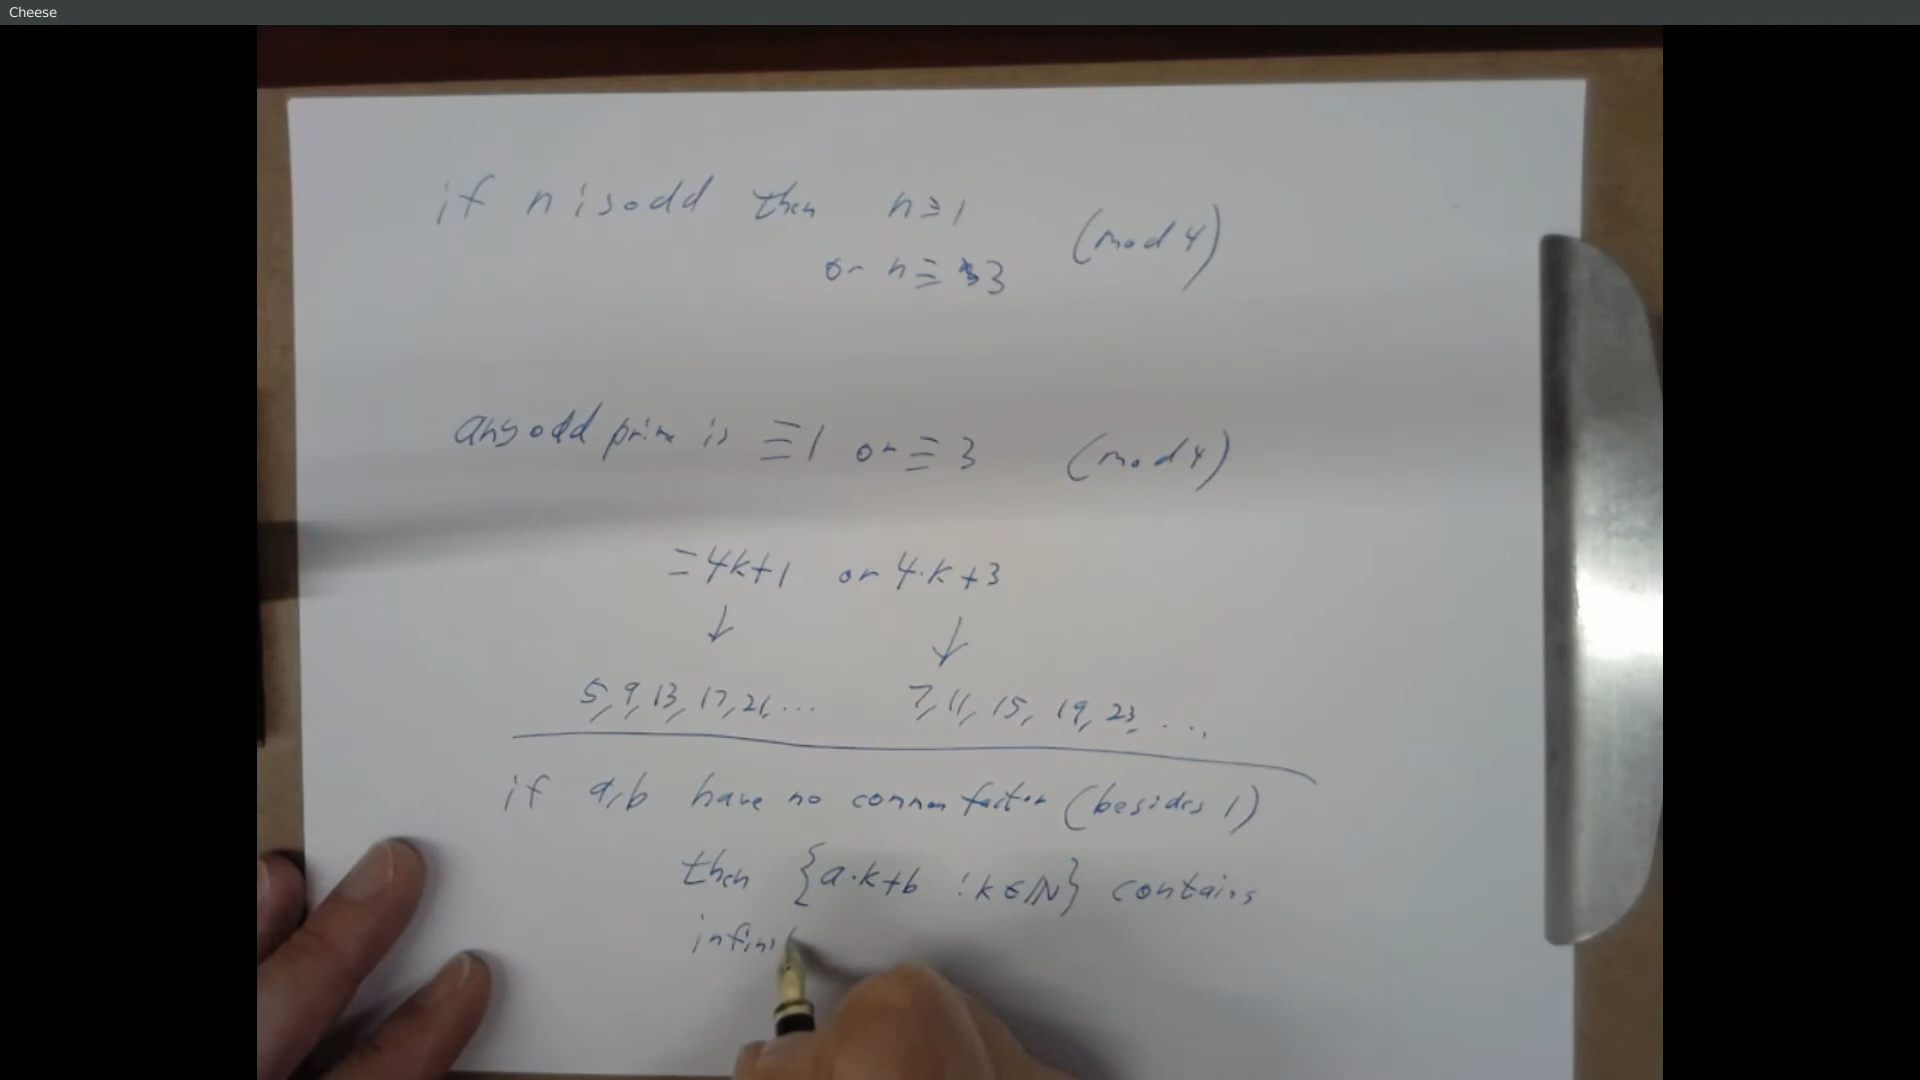 Cheese
if n is odd then n≡1
or n≡3 (mod 4)
any odd prime is ≡1 or ≡3 (mod 4)
=4k+1 or 4·k+3
↓ ↓
5, 9, 13, 17, 21, ... 7, 11, 15, 19, 23, ...
if a,b have no common factor (besides 1)
then {a·k+b : k∈ℕ} contains
infinit